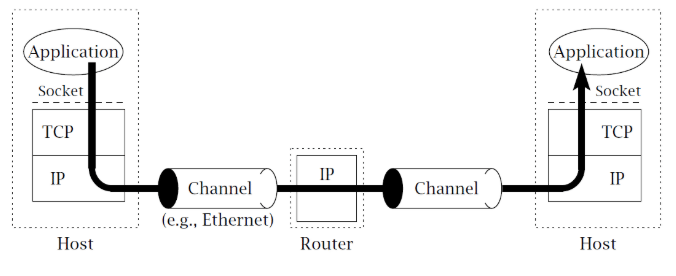 Application
Socket
TCP
IP
Host
Channel
(e.g., Ethernet)
IP
Router
Channel
Application
Socket
TCP
IP
Host